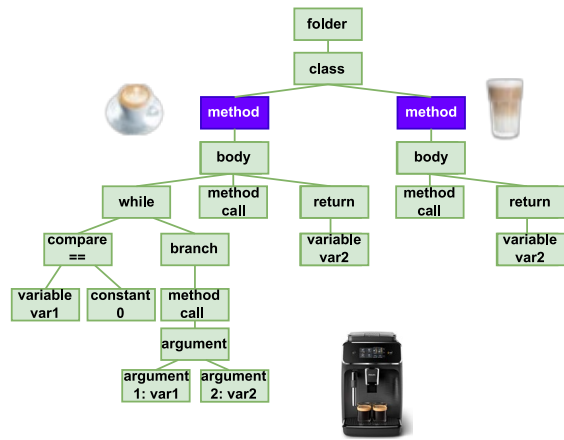 folder
class
method
method
body
body
while
method
call
return
method
call
return
compare
==
branch
variable
var2
variable
var2
variable
var1
constant
0
method
call
argument
argument
1: var1
argument
2: var2